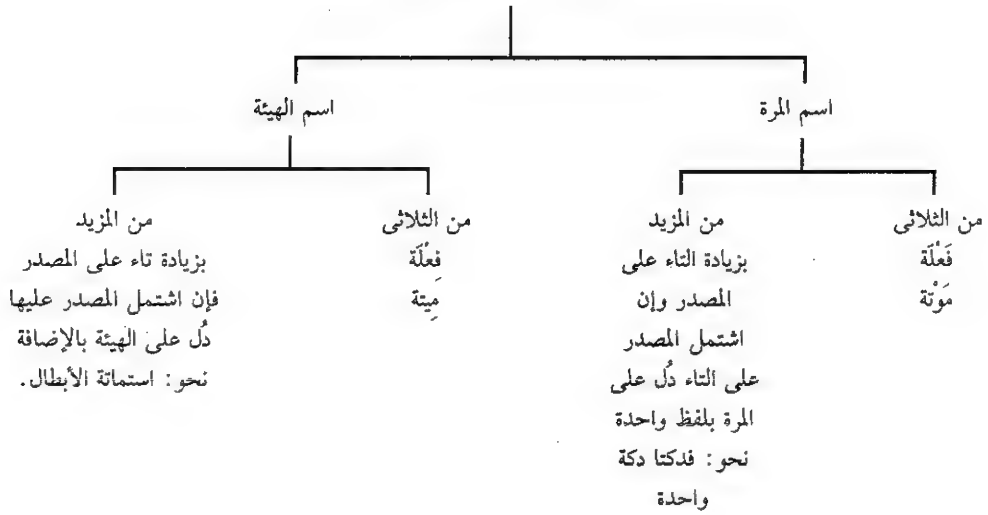 اسم المرة
اسم الهيئة
من الثلاثى
فَعْلَة
مَوْتة
من المزيد
بزيادة التاء على
المصدر وإن
اشتمل المصدر
على التاء دُل على
المرة بلفظ واحدة
نحو : فدكتا دكة
واحدة
من الثلاثى
فِعْلَة
مِيتة
من المزيد
بزيادة تاء على المصدر
فإن اشتمل المصدر عليها
دُل على الهيئة بالإضافة
نحو : استماتة الأبطال .